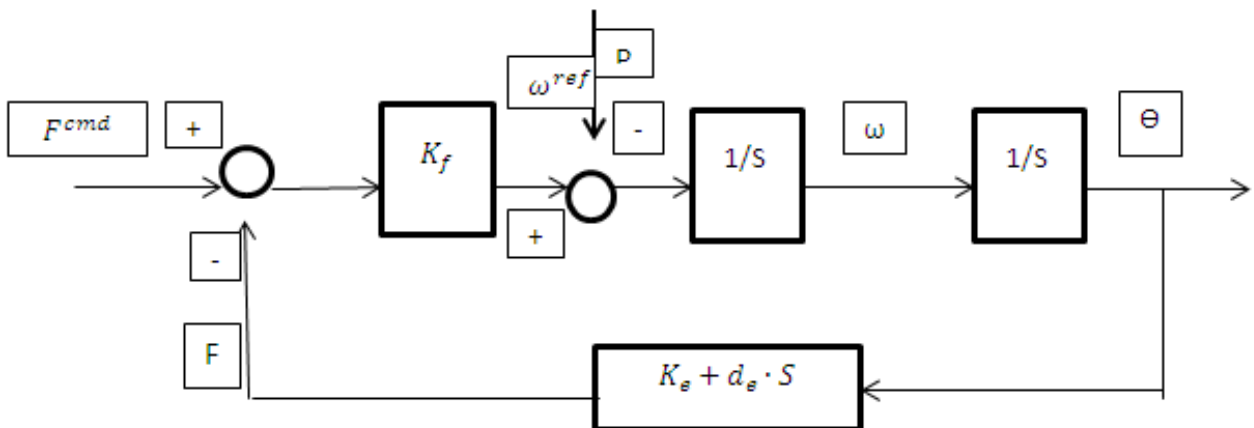 P
ω^{ref}
F^{cmd}
+
K_f
-
1/S
ω
1/S
Ө
+
-
F
K_e + d_e · S